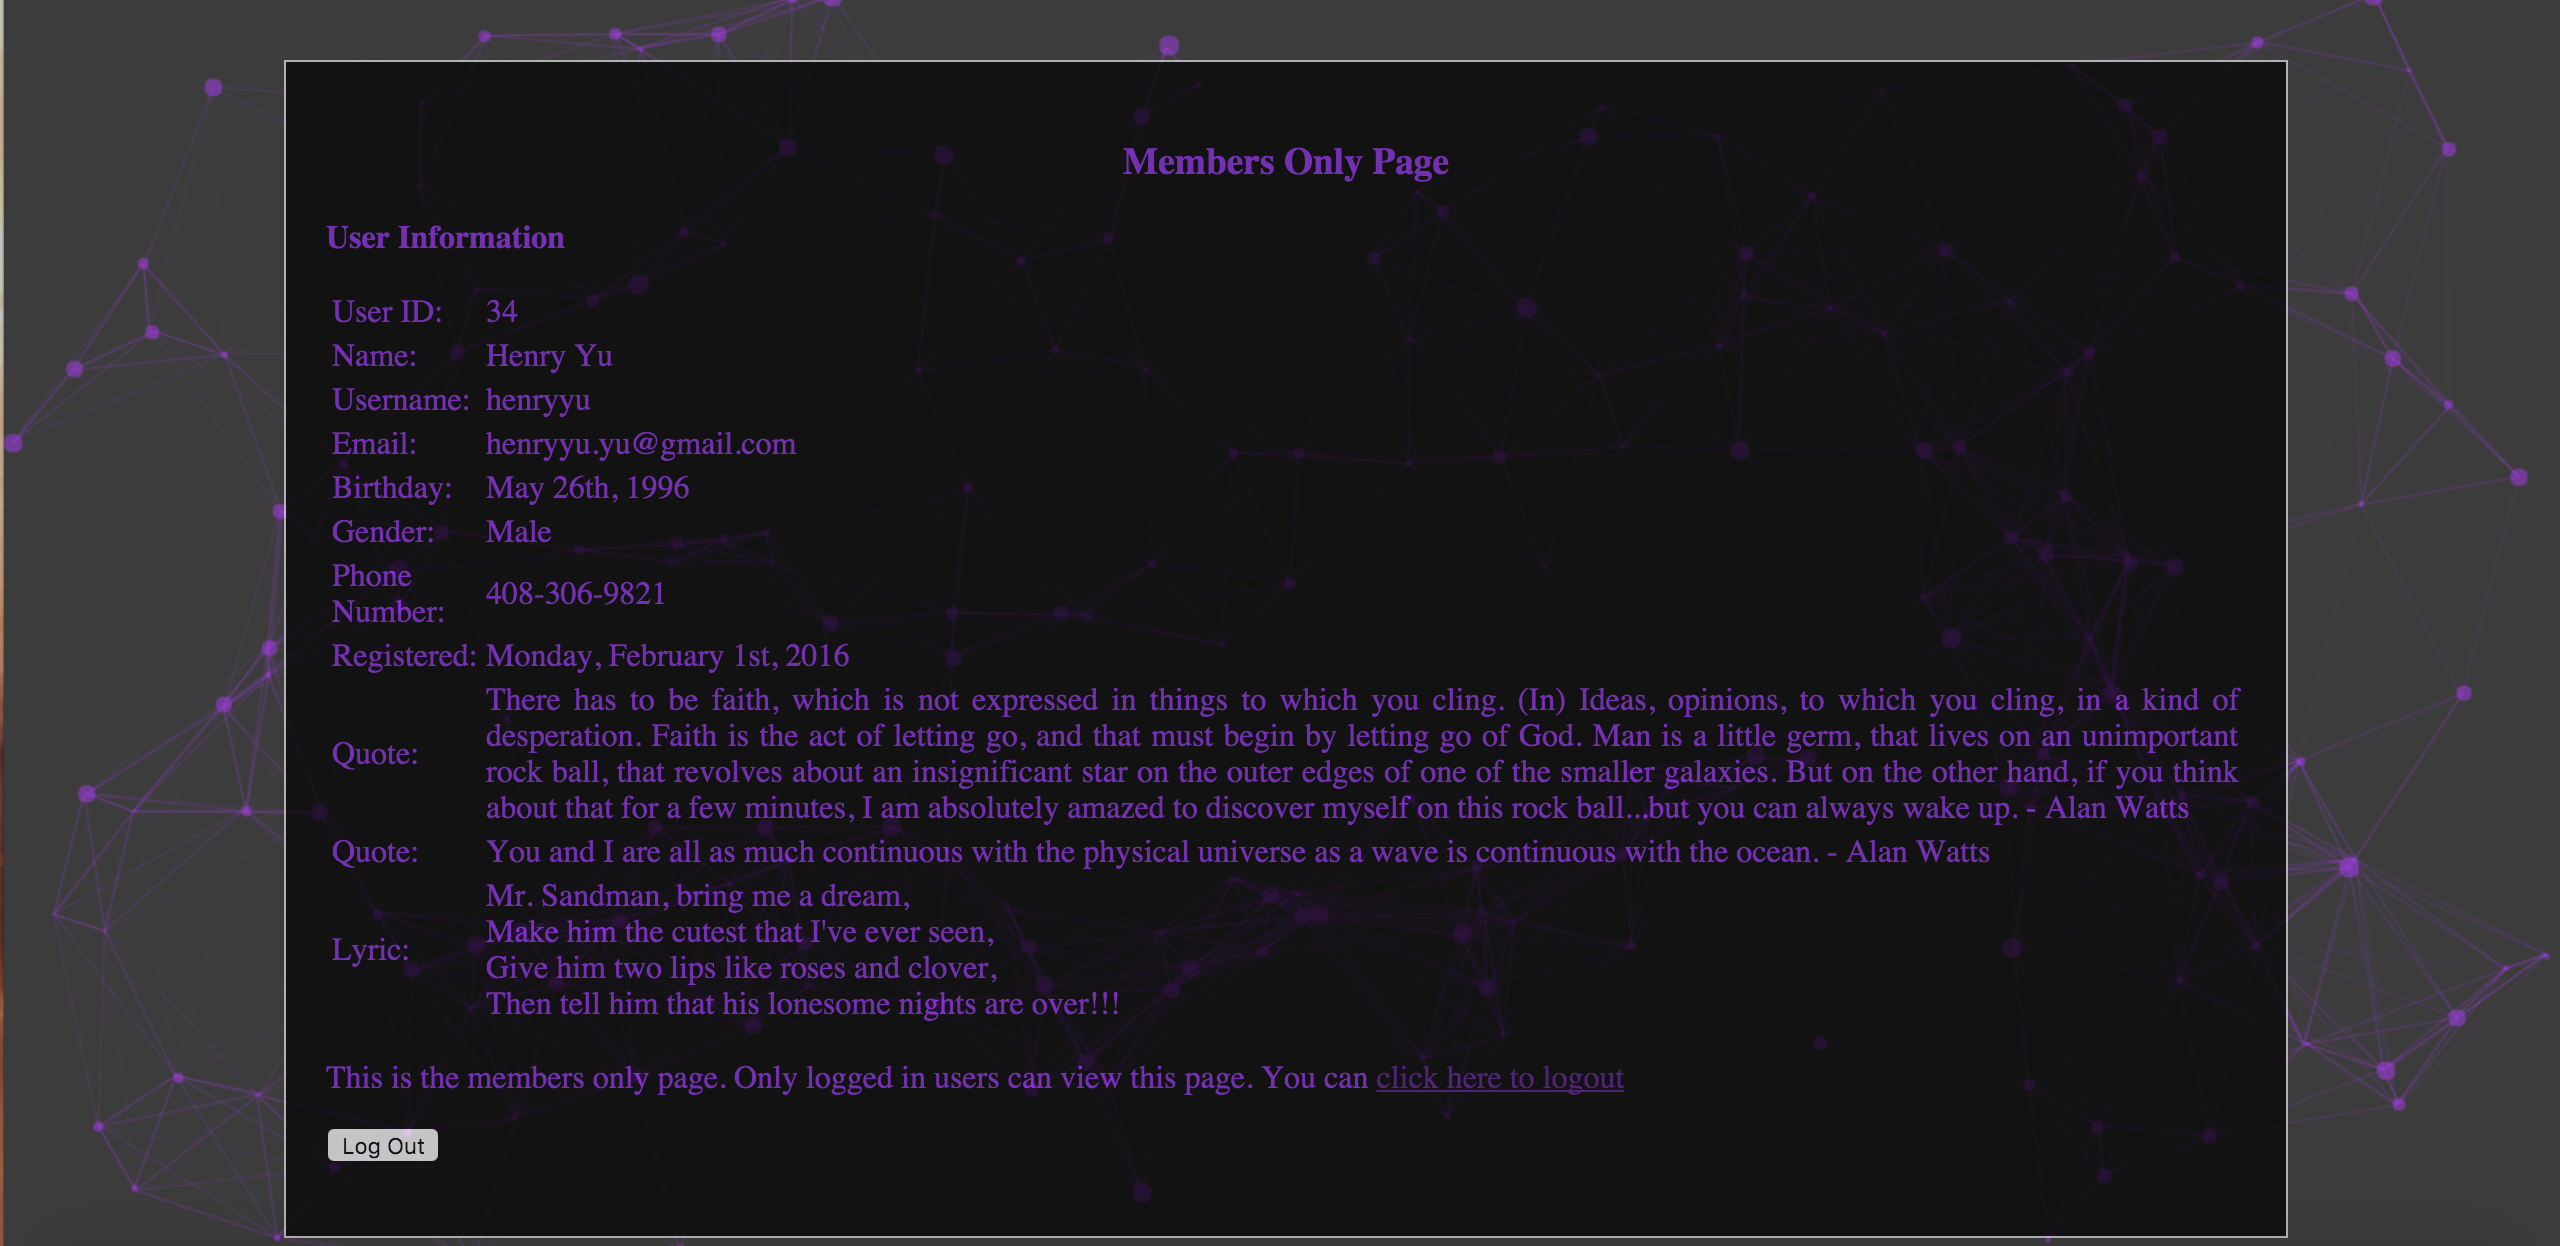 Members Only Page
User Information
User ID: 34
Name: Henry Yu
Username: henryyu
Email: henryyu.yu@gmail.com
Birthday: May 26th, 1996
Gender: Male
Phone
Number: 408-306-9821
Registered: Monday, February 1st, 2016
Quote:
There has to be faith, which is not expressed in things to which you cling. (In) Ideas, opinions, to which you cling, in a kind of
desperation. Faith is the act of letting go, and that must begin by letting go of God. Man is a little germ, that lives on an unimportant
rock ball, that revolves about an insignificant star on the outer edges of one of the smaller galaxies. But on the other hand, if you think
about that for a few minutes, I am absolutely amazed to discover myself on this rock ball...but you can always wake up. - Alan Watts
Quote: You and I are all as much continuous with the physical universe as a wave is continuous with the ocean. - Alan Watts
Lyric:
Mr. Sandman, bring me a dream,
Make him the cutest that I've ever seen,
Give him two lips like roses and clover,
Then tell him that his lonesome nights are over!!!
This is the members only page. Only logged in users can view this page. You can click here to logout
Log Out